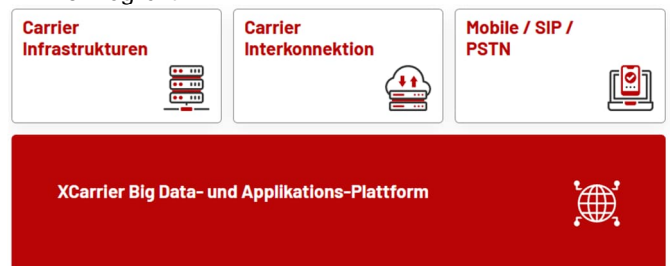 Carrier
Infrastrukturen
Carrier
Interkonnektion
Mobile / SIP /
PSTN
XCarrier Big Data- und Applikations-Plattform